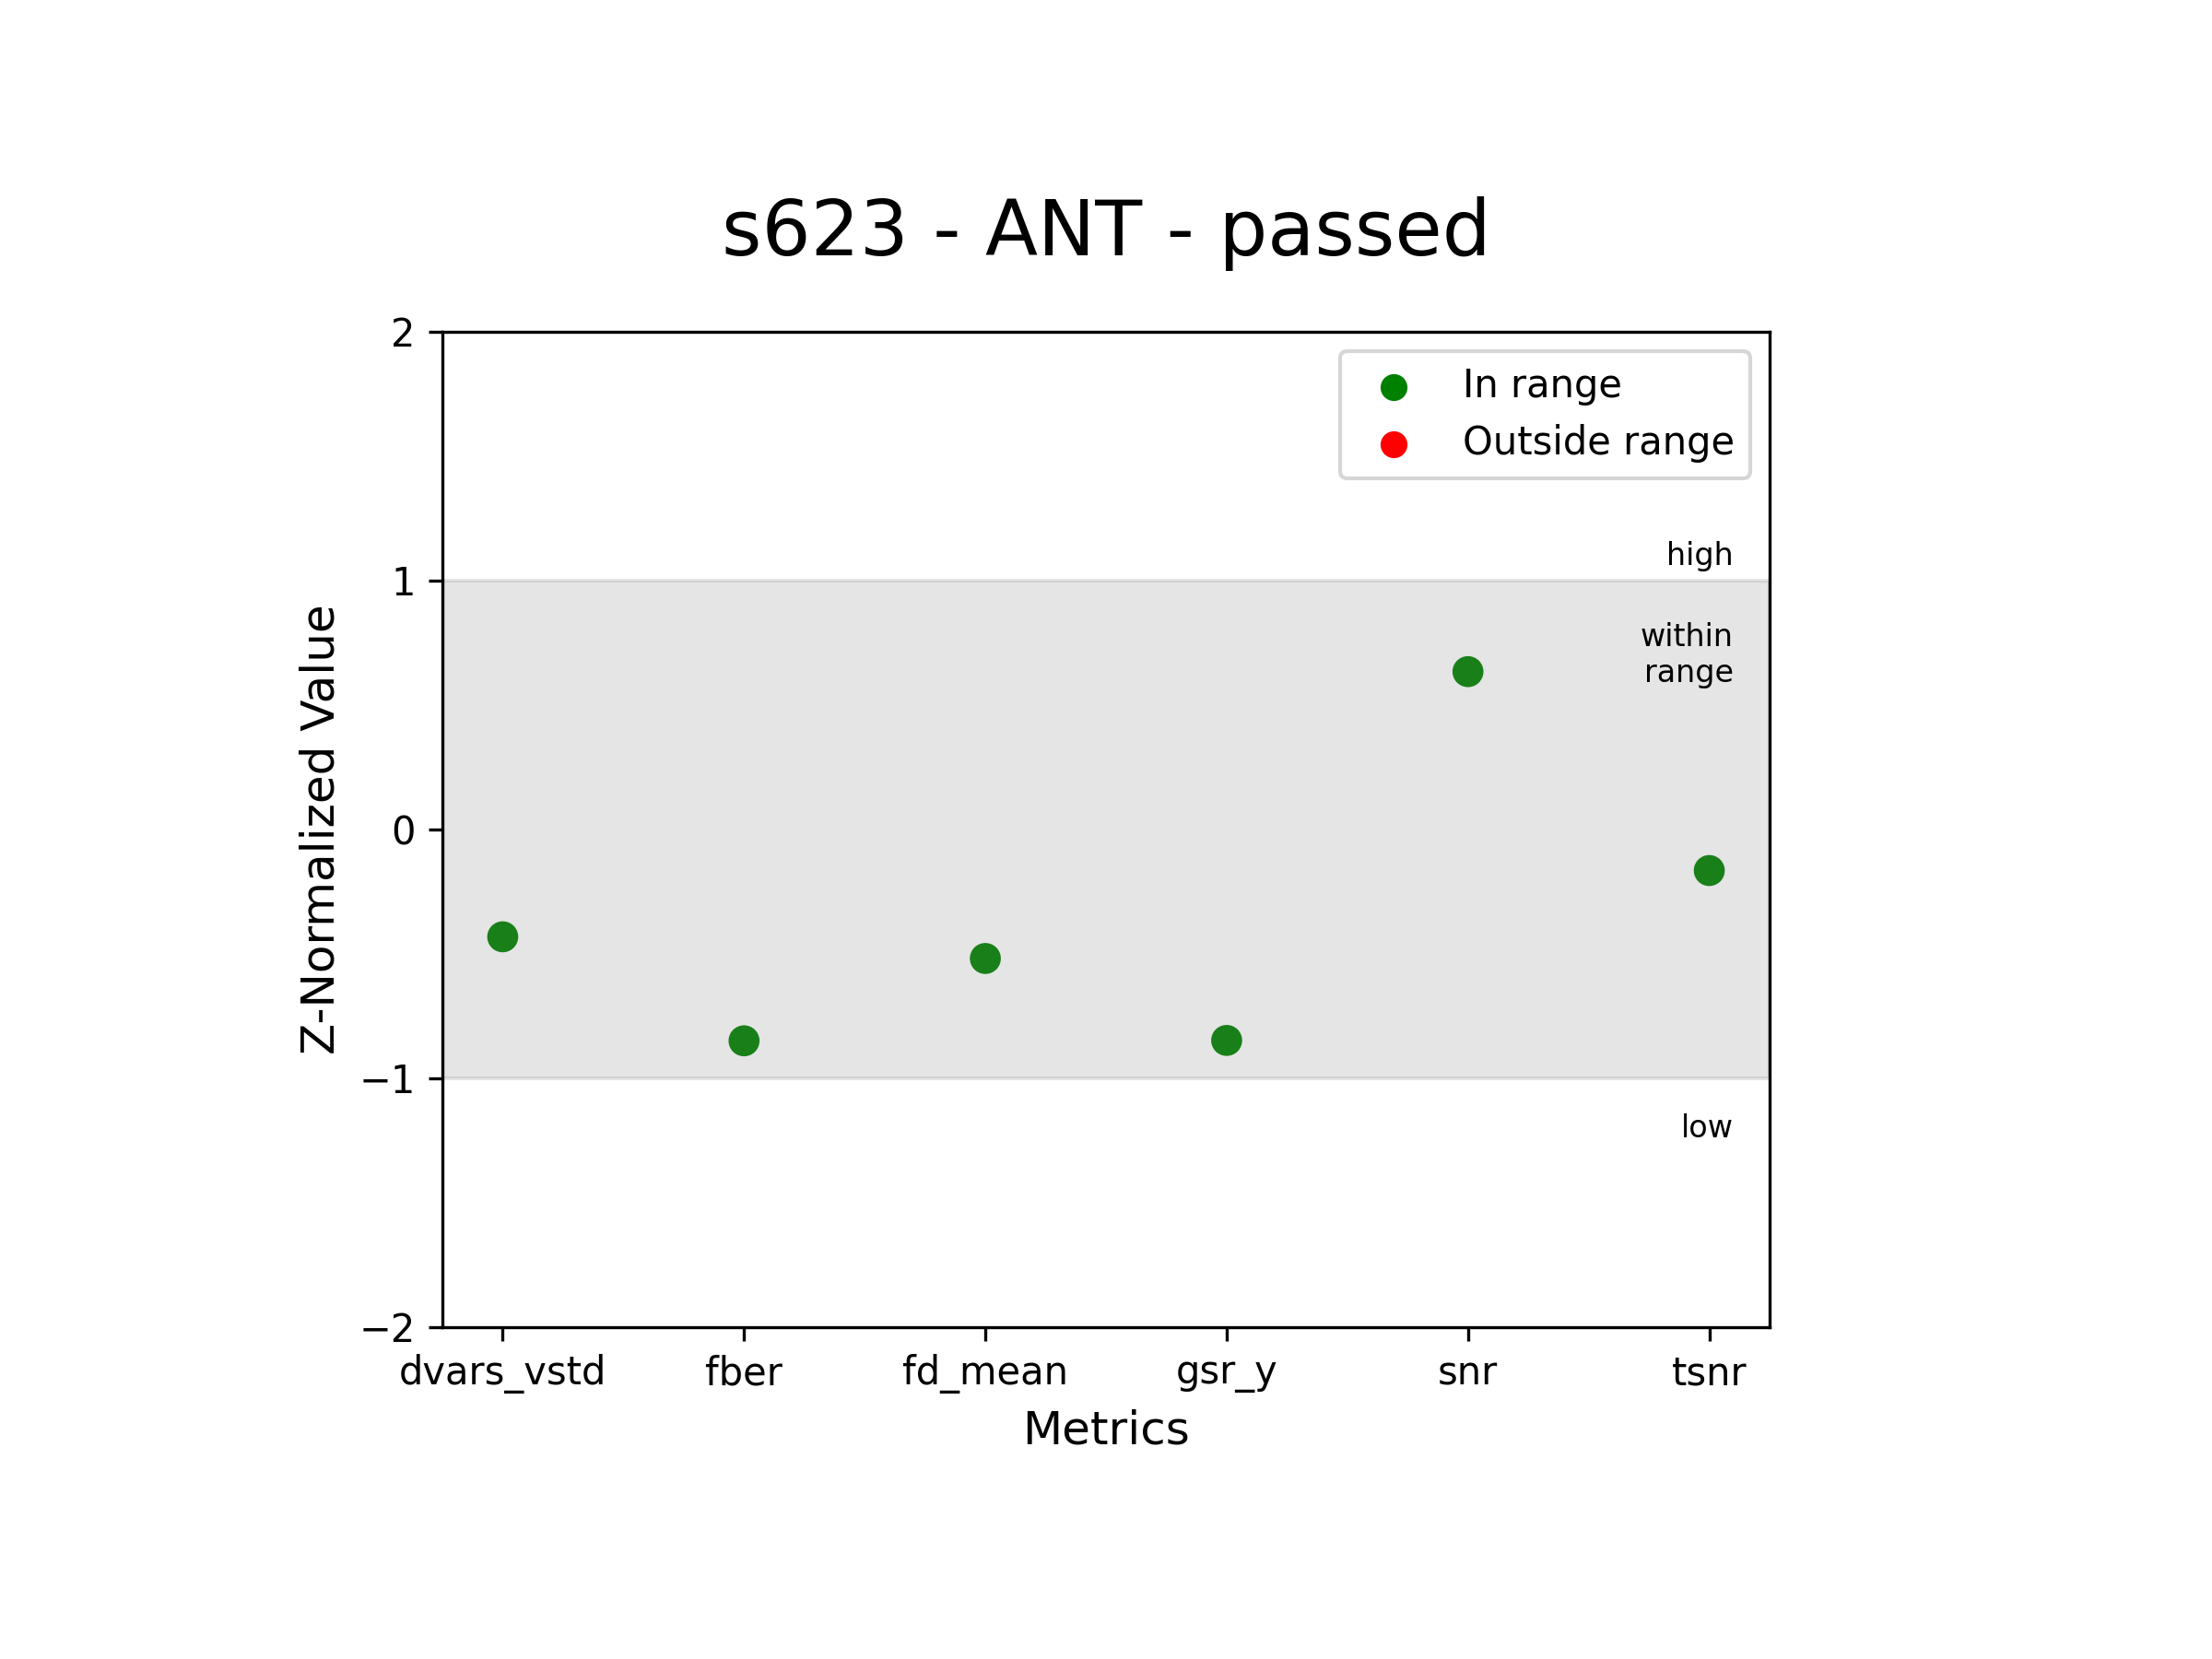 s623 - ANT - passed
2
In range
Outside range
high
1
within
range
Z-Normalized Value
0
−1
low
−2
dvars_vstd fber fd_mean gsr_y snr tsnr
Metrics